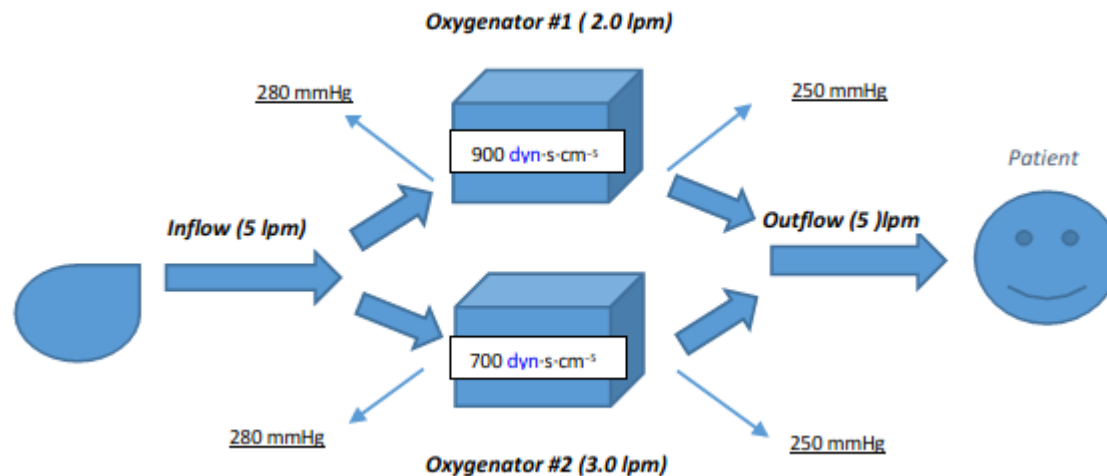 Oxygenator #1 ( 2.0 lpm)
280 mmHg
250 mmHg
900 dyn·s·cm⁻⁵
Patient
Inflow (5 lpm)
Outflow (5 )lpm
700 dyn·s·cm⁻⁵
280 mmHg
250 mmHg
Oxygenator #2 (3.0 lpm)